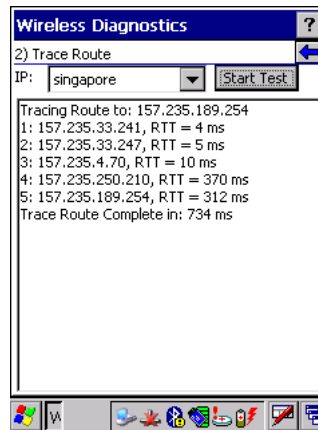 Wireless Diagnostics ?
2) Trace Route
IP: singapore Start Test
Tracing Route to: 157.235.189.254
1: 157.235.33.241, RTT = 4 ms
2: 157.235.33.247, RTT = 5 ms
3: 157.235.4.70, RTT = 10 ms
4: 157.235.250.210, RTT = 370 ms
5: 157.235.189.254, RTT = 312 ms
Trace Route Complete in: 734 ms